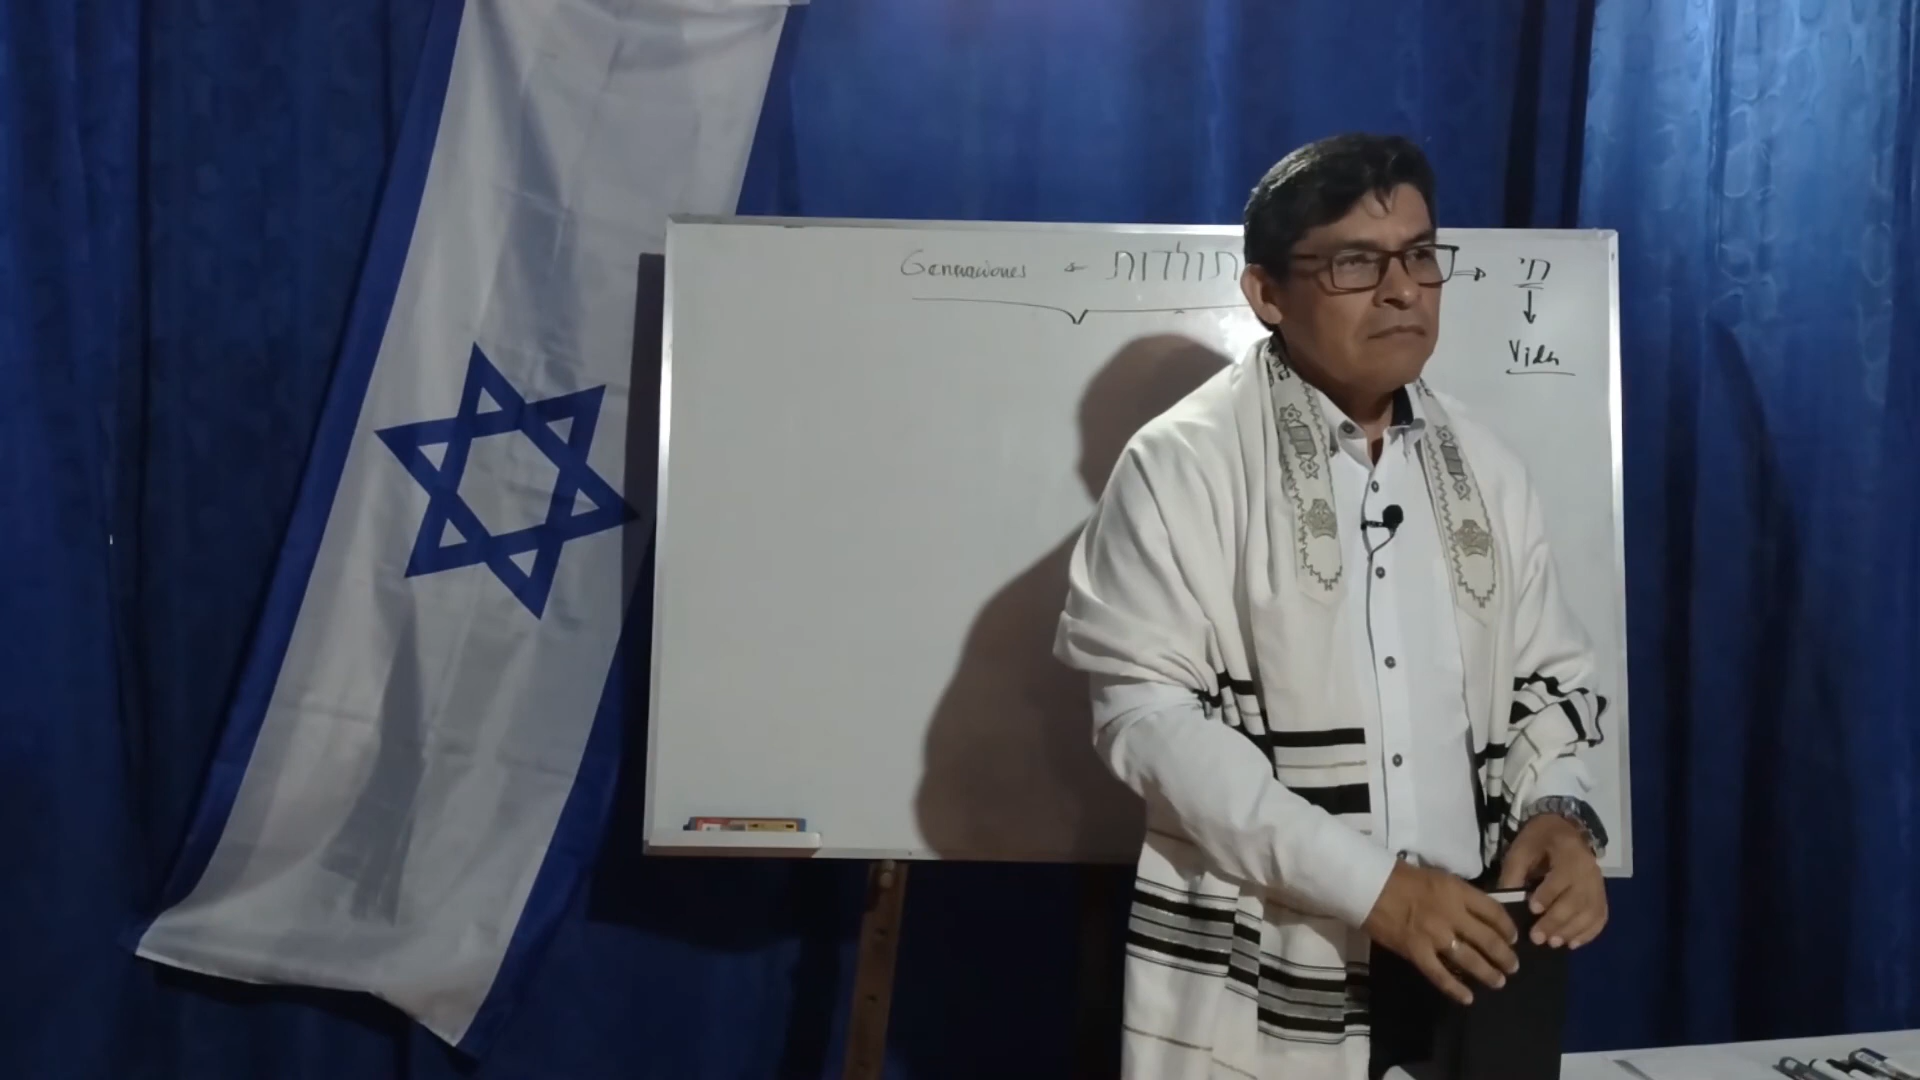 Generaciones ← תולדות → חי
↓
Vida